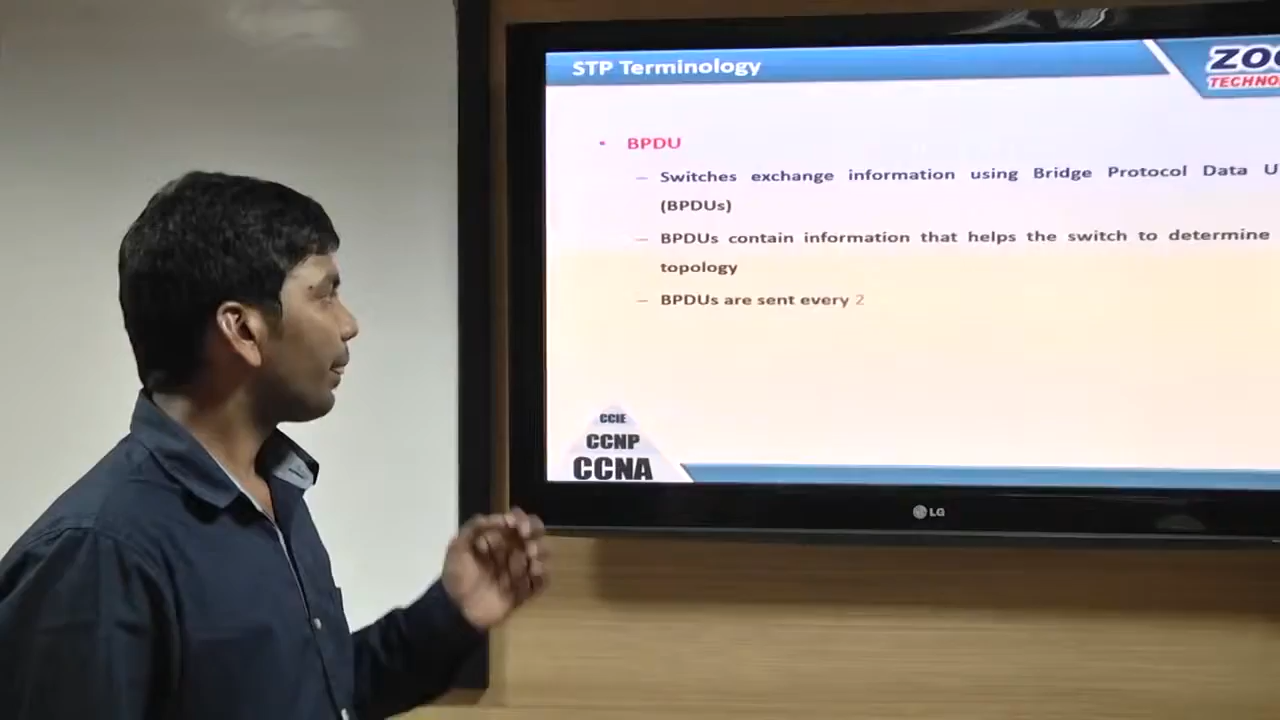 STP Terminology
ZOO
TECHNO
• BPDU
– Switches exchange information using Bridge Protocol Data U
(BPDUs)
– BPDUs contain information that helps the switch to determine
topology
– BPDUs are sent every 2
CCIE
CCNP
CCNA
LG